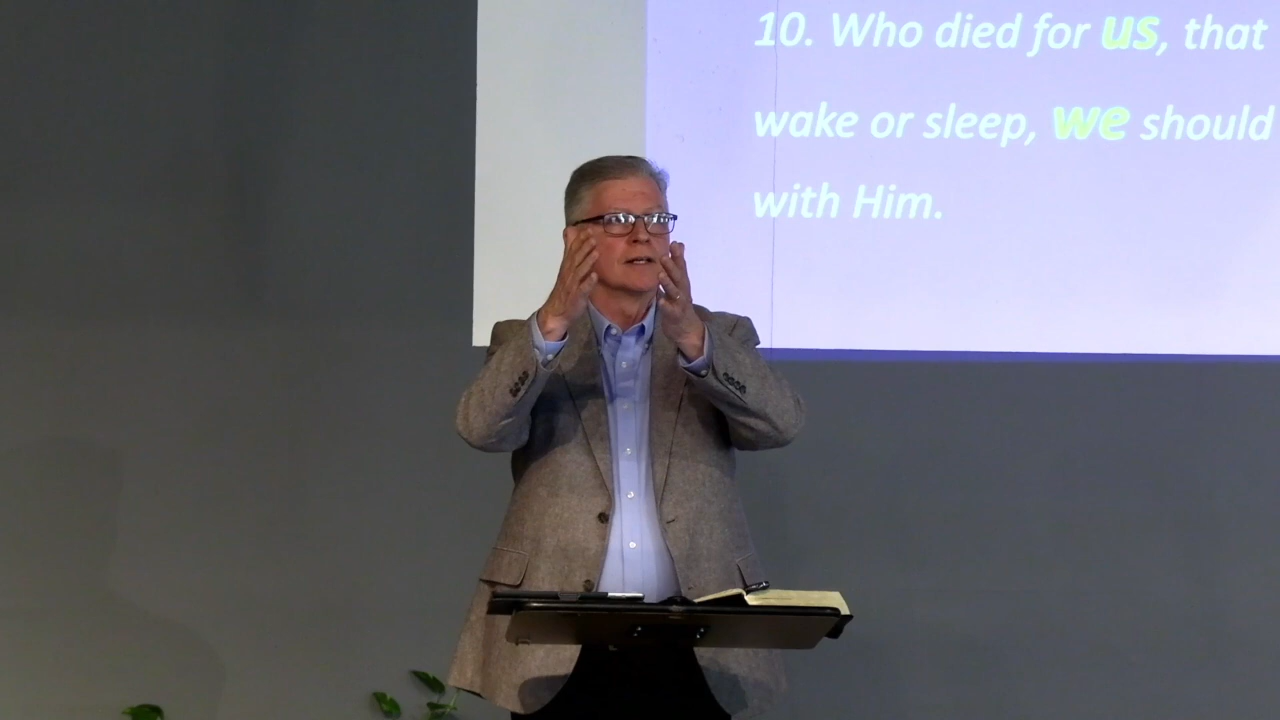 10. Who died for us, that
wake or sleep, we should
with Him.